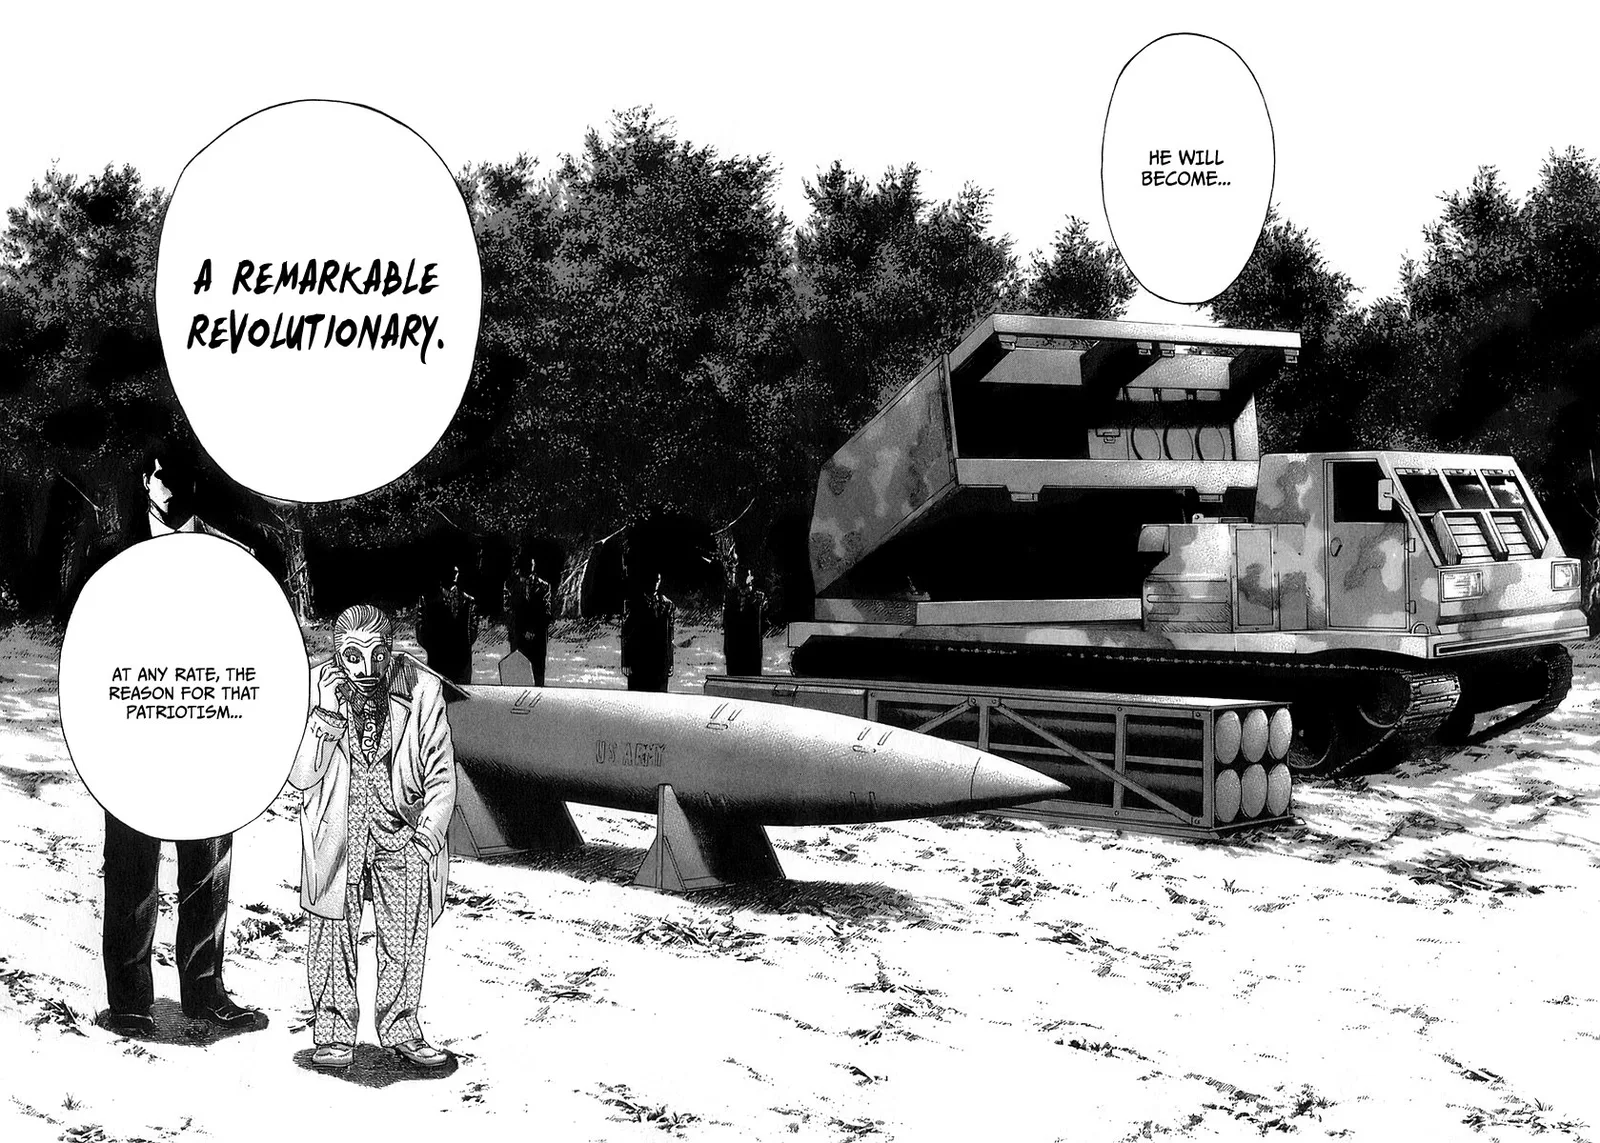 HE WILL
BECOME...
A REMARKABLE
REVOLUTIONARY.
AT ANY RATE, THE
REASON FOR THAT
PATRIOTISM...
US ARMY